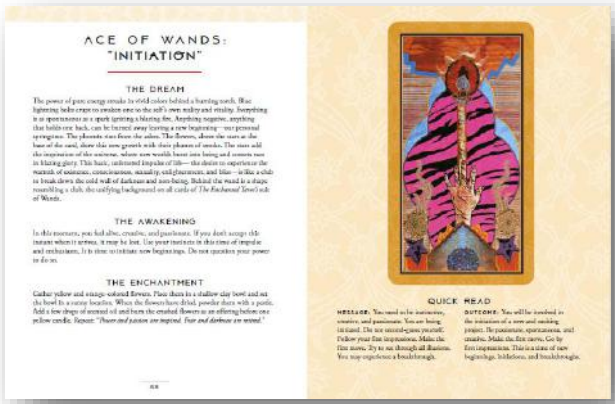 ACE OF WANDS:
"INITIATION"
THE DREAM
The power of pure energy streaks in vivid colors behind a burning torch. Blue
lightning bolts erupt to awaken one to the self's own reality and vitality. Everything
is as spontaneous as a spark igniting a blazing fire. Anything negative, anything
that holds one back, can be burned away leaving a new beginning—our personal
springtime. The phoenix rises from the ashes. The flowers, above the stars at the
base of the card, show this new growth with their plumes of smoke. The stars add
the inspiration of the universe, where new worlds burst into being and comets race
in blazing glory. This basic, unformed impulse of life—the desire to experience the
warmth of existence, consciousness, sexuality, enlightenment, and bliss—is like a club
to break down the cold wall of darkness and non-being. Behind the wand is a shape
resembling a club, the unifying background on all cards of The Enchanted Tarot's suit
of Wands.
THE AWAKENING
In this moment, you feel alive, creative, and passionate. If you don't accept this
instant when it arrives, it may be lost. Use your instincts in this time of impulse
and enthusiasm. It is time to initiate new beginnings. Do not question your power
to do so.
THE ENCHANTMENT
Gather yellow and orange-colored flowers. Place them in a shallow clay bowl and set
the bowl in a sunny location. When the flowers have dried, powder them with a pestle.
Add a few drops of scented oil and burn the crushed flowers as an offering before one
yellow candle. Repeat: "Power and passion are inspired. Fear and darkness are retired."
QUICK READ
MESSAGE: You need to be instinctive,
creative, and passionate. You are being
initiated. Do not second-guess yourself.
Follow your first impressions. Make the
first move. Try to see through all illusions.
You may experience a breakthrough.
OUTCOME: You will be involved in
the initiation of a new and exciting
project. Be passionate, spontaneous, and
creative. Make the first move. Go by
first impressions. This is a time of new
beginnings, initiations, and breakthroughs.